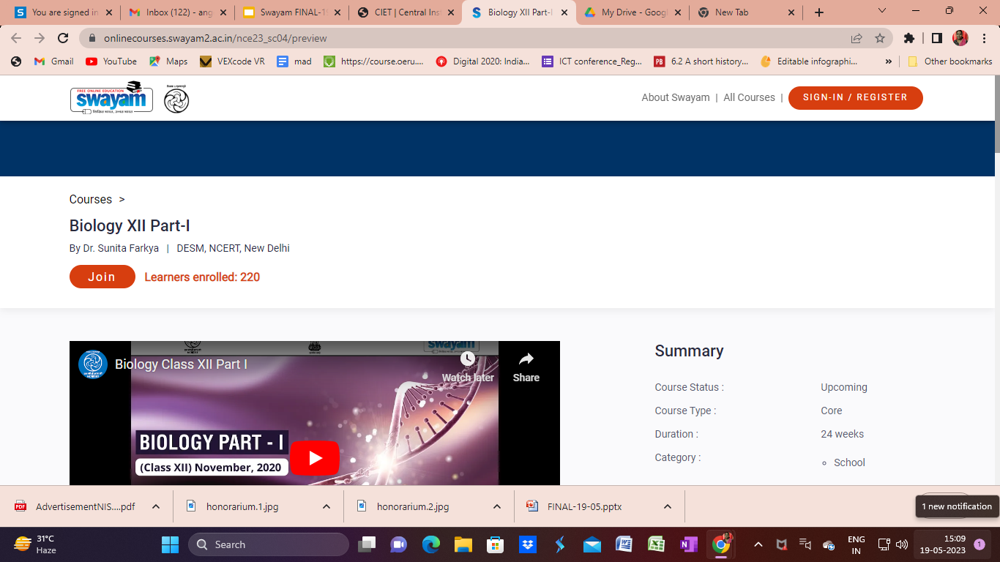 You are signed in
Inbox (122) - ang
Swayam FINAL-1
CIET | Central Ins
Biology XII Part-I
My Drive - Googl
New Tab
onlinecourses.swayam2.ac.in/nce23_sc04/preview
Gmail
YouTube
Maps
VEXcode VR
mad
https://course.oeru....
Digital 2020: India...
ICT conference_Reg...
PB 6.2 A short history...
Editable infographi...
»
Other bookmarks
FREE ONLINE EDUCATION
swayam
शिक्षित भारत, उन्नत भारत
About Swayam | All Courses |
SIGN-IN / REGISTER
Courses >
Biology XII Part-I
By Dr. Sunita Farkya | DESM, NCERT, New Delhi
Join
Learners enrolled: 220
Biology Class XII Part I
Watch later
Share
swayam
BIOLOGY PART - I
(Class XII) November, 2020
Summary
Course Status : Upcoming
Course Type : Core
Duration : 24 weeks
Category :
School
AdvertisementNIS....pdf
honorarium.1.jpg
honorarium.2.jpg
FINAL-19-05.pptx
1 new notification
31°C
Haze
Search
ENG
IN
15:09
19-05-2023
1